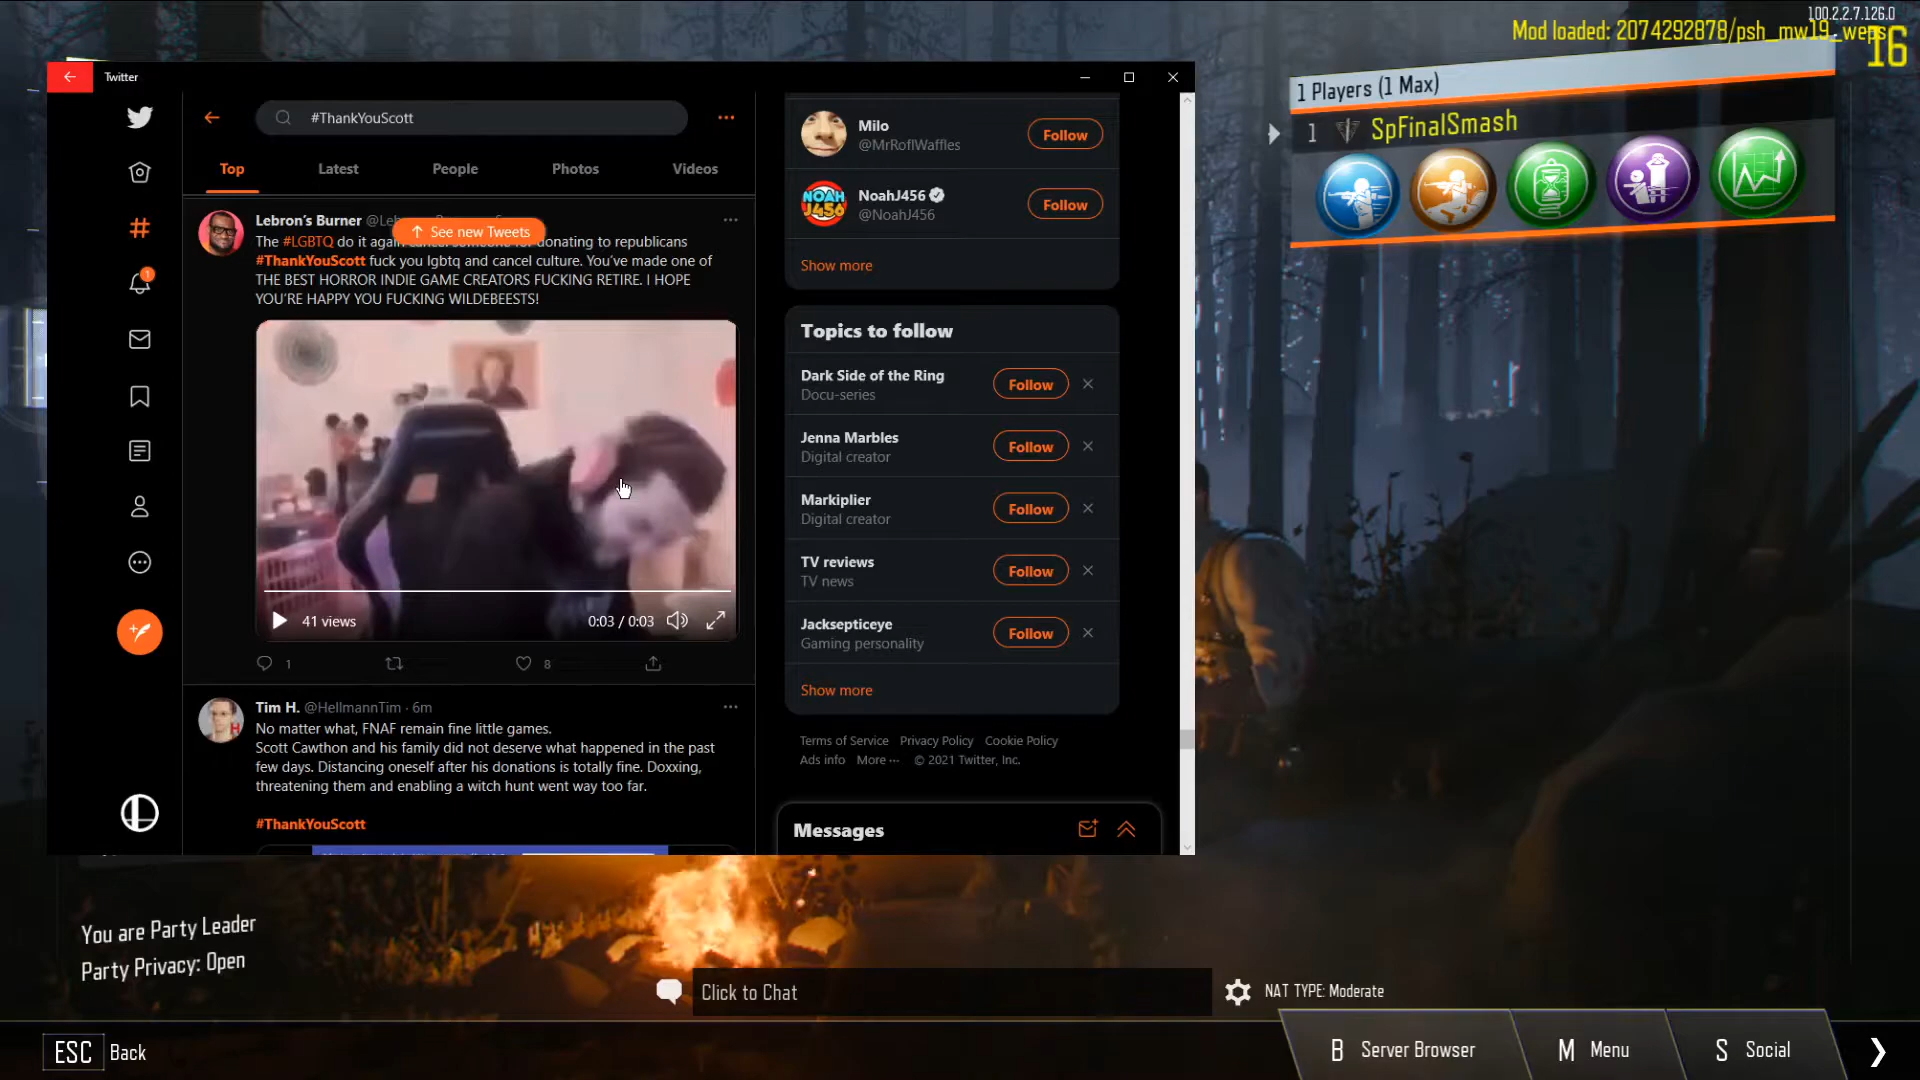 100.2.2.7.126.0
Mod loaded: 2074292878/psh_mw19_weps
16
Twitter
#ThankYouScott
Top Latest People Photos Videos
Lebron's Burner
See new Tweets
The #LGBTQ do it again donating to republicans
#ThankYouScott fuck you lgbtq and cancel culture. You've made one of
THE BEST HORROR INDIE GAME CREATORS FUCKING RETIRE. I HOPE
YOU'RE HAPPY YOU FUCKING WILDEBEESTS!
41 views 0:03 / 0:03
1 8
Tim H. @HellmannTim · 6m
No matter what, FNAF remain fine little games.
Scott Cawthon and his family did not deserve what happened in the past
few days. Distancing oneself after his donations is totally fine. Doxxing,
threatening them and enabling a witch hunt went way too far.
#ThankYouScott
Milo
@MrRoflWaffles
Follow
NOAH J456
NoahJ456
@NoahJ456
Follow
Show more
Topics to follow
Dark Side of the Ring
Docu-series
Follow
Jenna Marbles
Digital creator
Follow
Markiplier
Digital creator
Follow
TV reviews
TV news
Follow
Jacksepticeye
Gaming personality
Follow
Show more
Terms of Service Privacy Policy Cookie Policy
Ads info More ··· © 2021 Twitter, Inc.
Messages
1 Players (1 Max)
1 SpFinalSmash
You are Party Leader
Party Privacy: Open
Click to Chat
NAT TYPE: Moderate
ESC Back
B Server Browser M Menu S Social